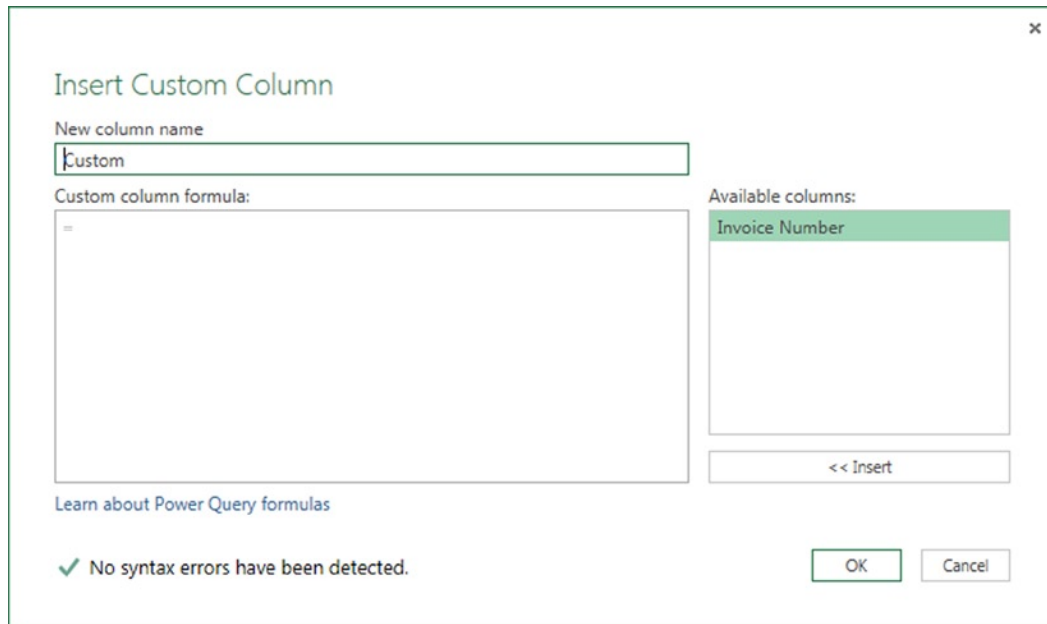 Insert Custom Column
New column name
Custom
Custom column formula:
=
Available columns:
Invoice Number
<< Insert
Learn about Power Query formulas
No syntax errors have been detected.
OK
Cancel